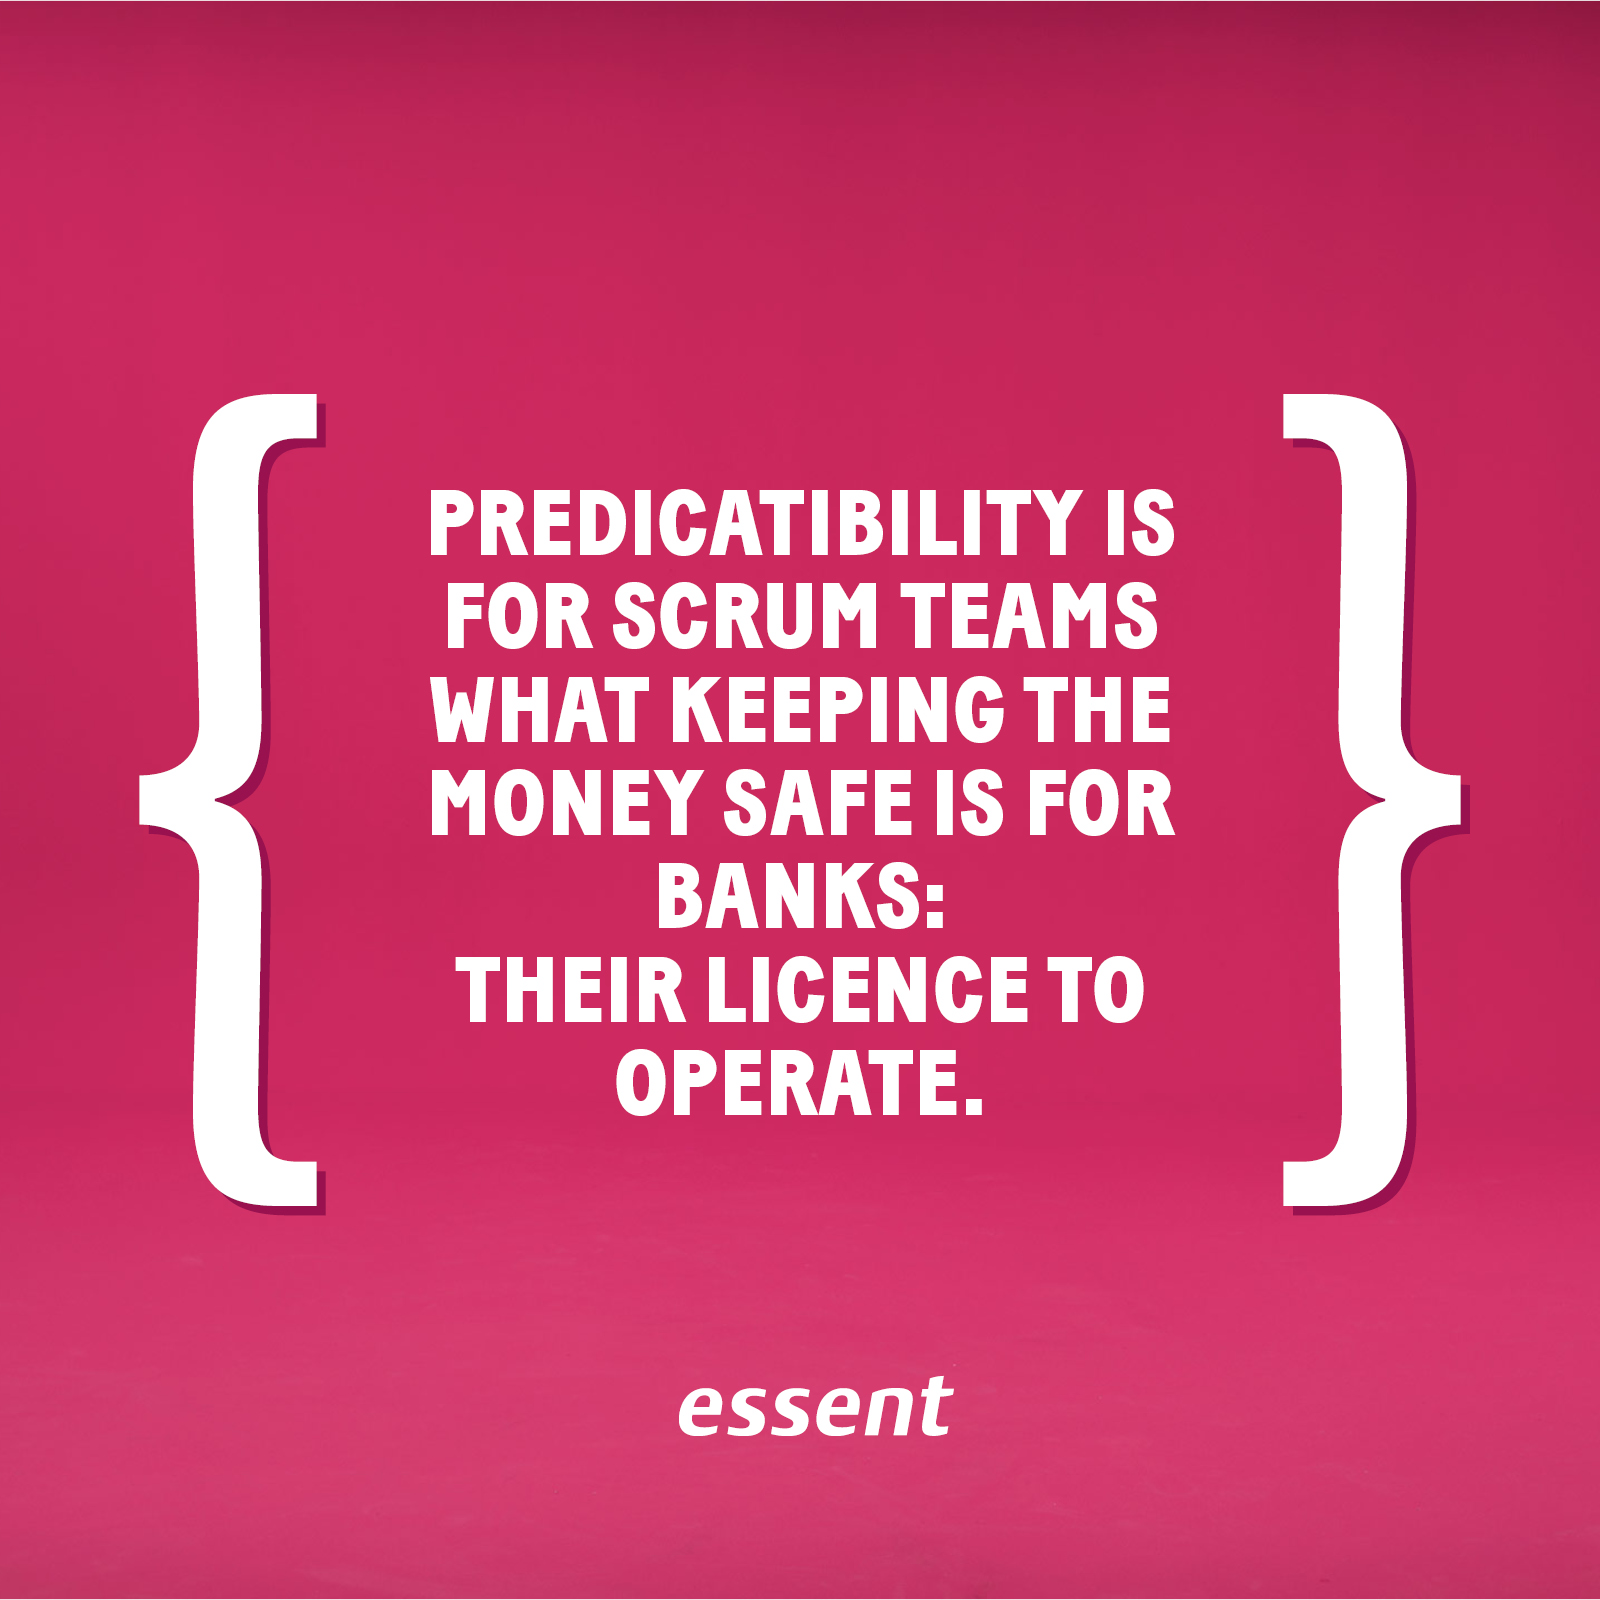 PREDICATIBILITY IS
FOR SCRUM TEAMS
WHAT KEEPING THE
MONEY SAFE IS FOR
BANKS:
THEIR LICENCE TO
OPERATE.
essent